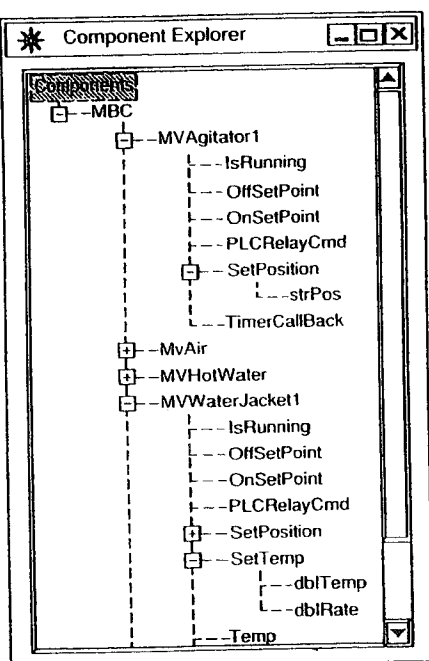 Component Explorer
Components
MBC
MVAgitator1
IsRunning
OffSetPoint
OnSetPoint
PLCRelayCmd
SetPosition
strPos
TimerCallBack
MvAir
MVHotWater
MVWaterJacket1
IsRunning
OffSetPoint
OnSetPoint
PLCRelayCmd
SetPosition
SetTemp
dblTemp
dblRate
Temp